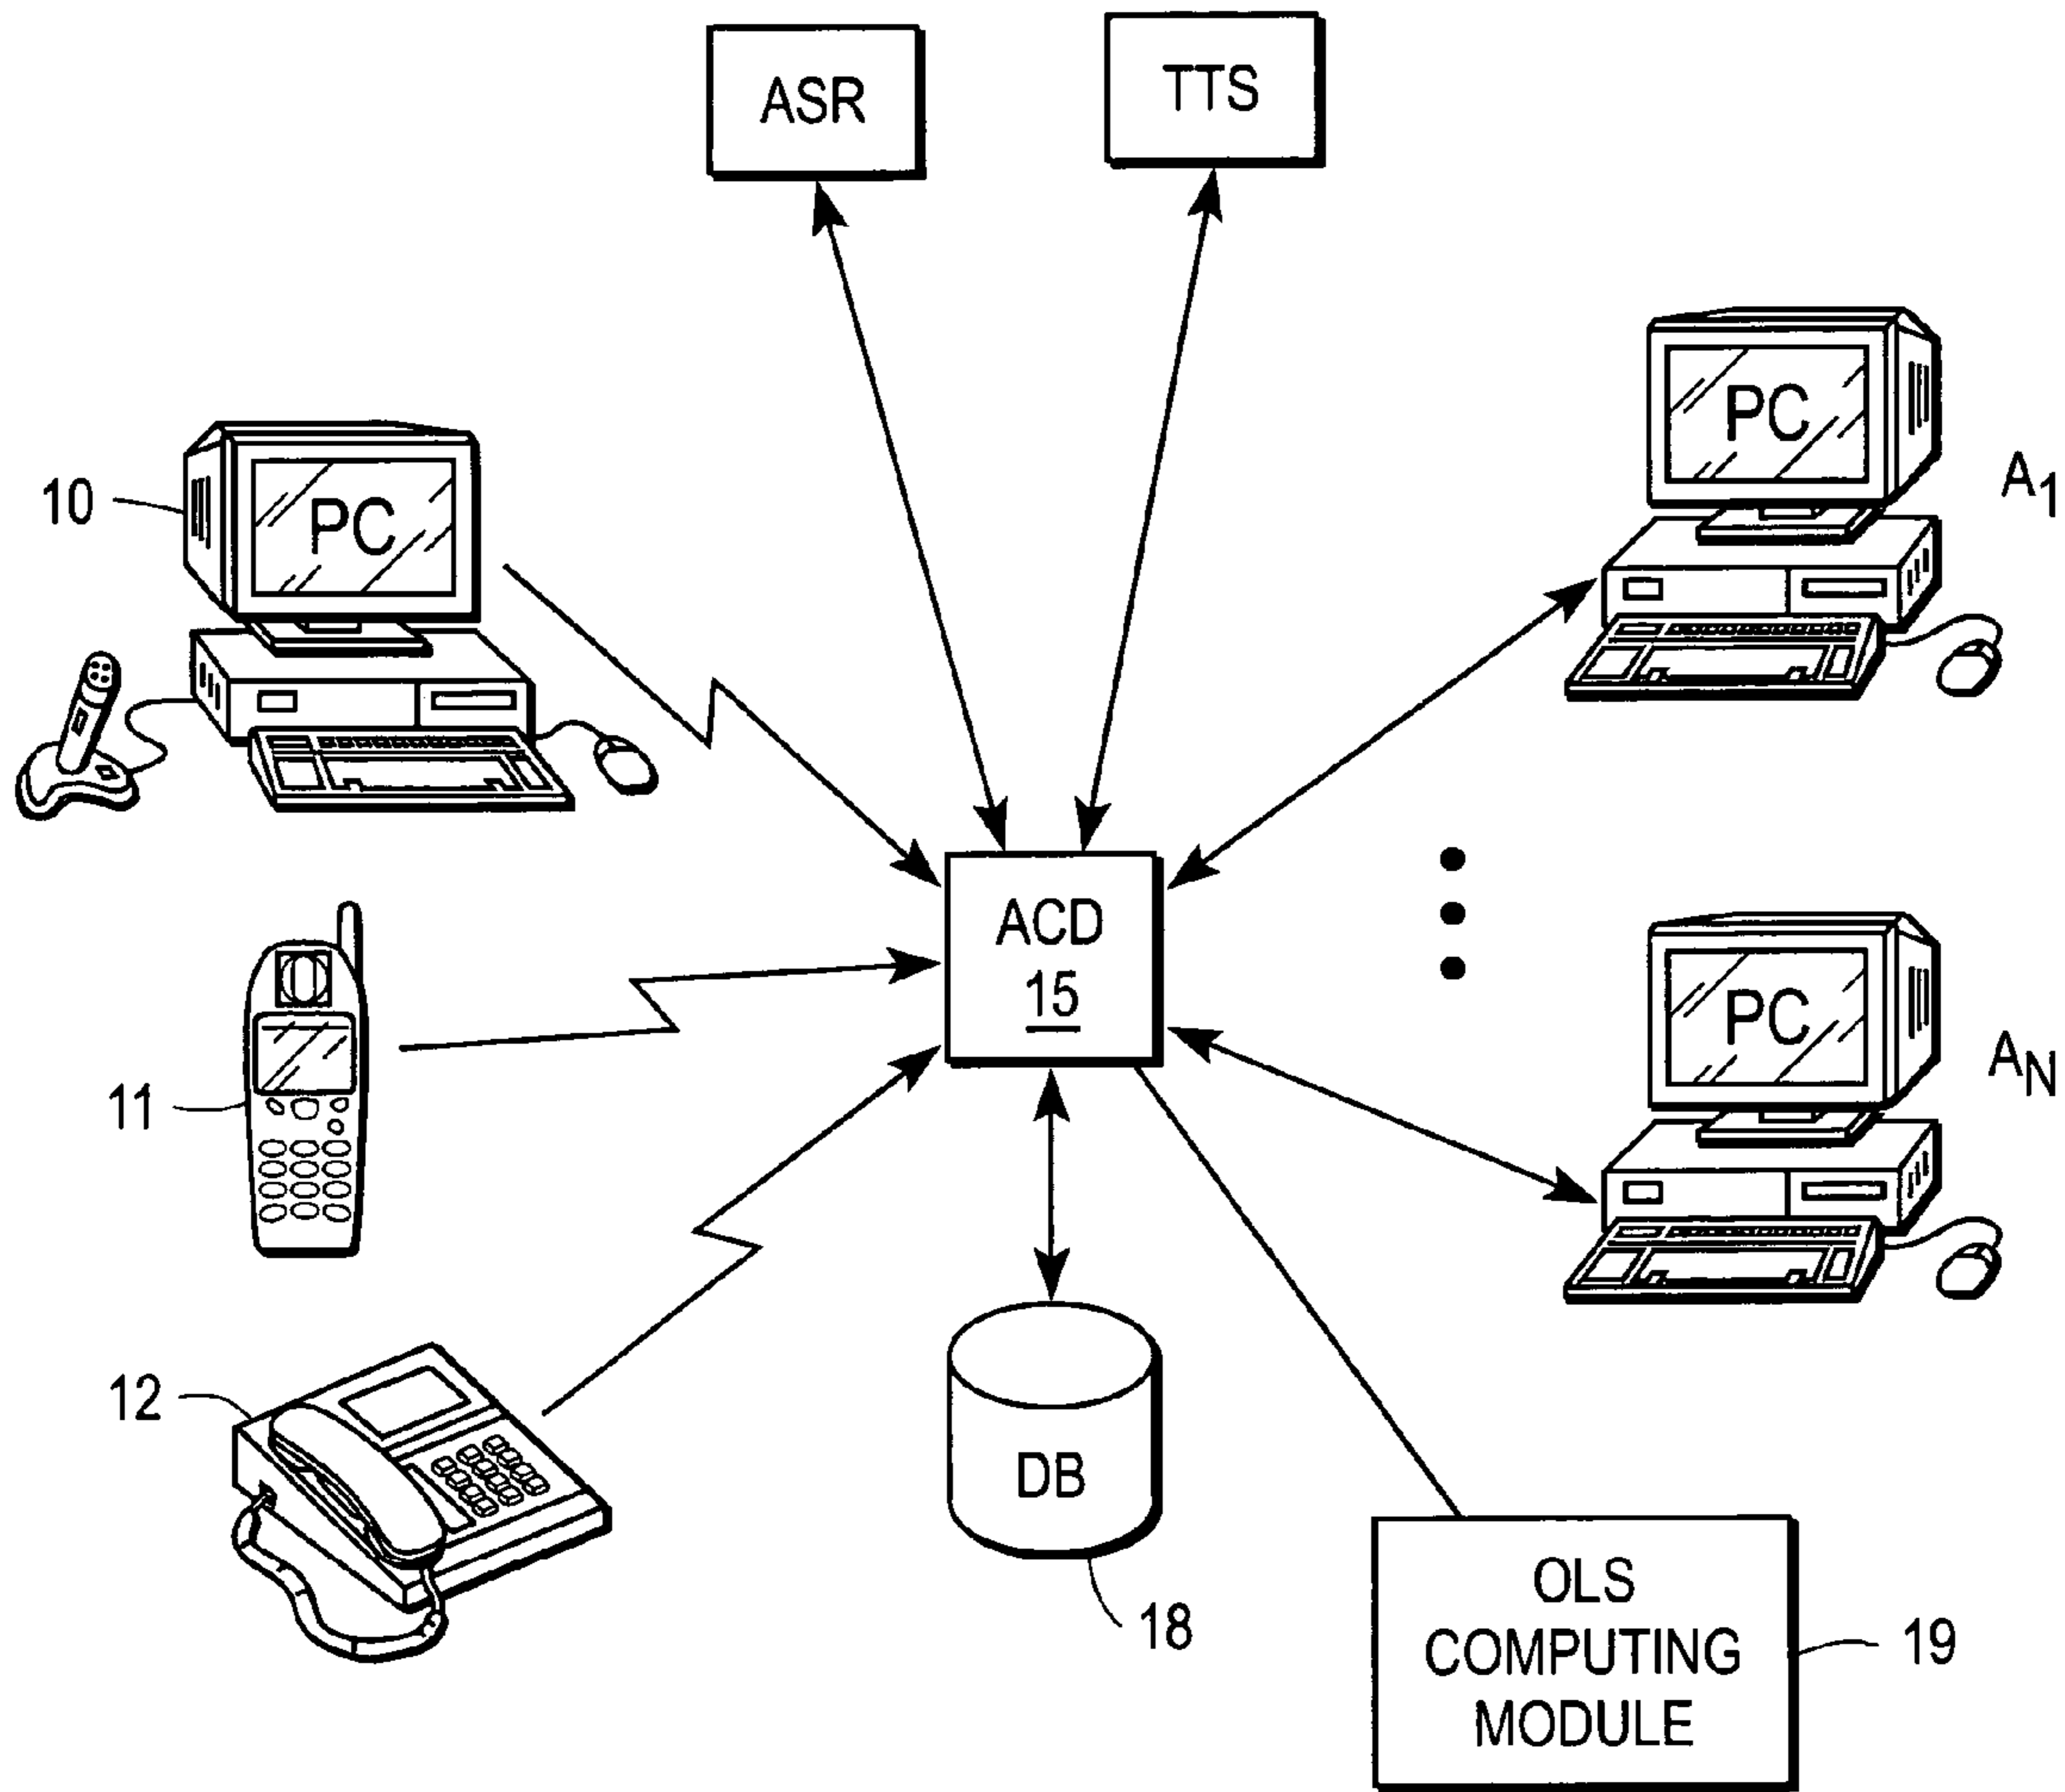 ASR
TTS
PC
A1
10
PC
ACD
15
PC
AN
11
12
DB
18
OLS
COMPUTING
MODULE
19